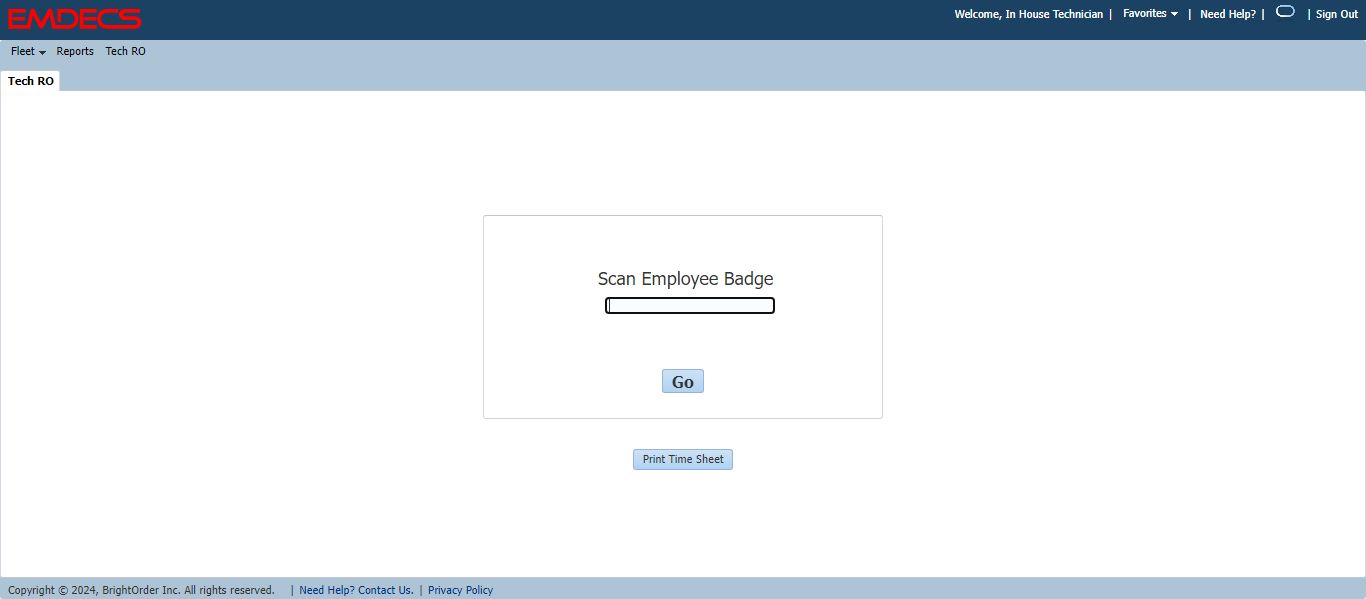 EMDECS
Welcome, In House Technician | Favorites | Need Help? | | Sign Out
Fleet Reports Tech RO
Tech RO
Scan Employee Badge
Go
Print Time Sheet
Copyright © 2024, BrightOrder Inc. All rights reserved. | Need Help? Contact Us. | Privacy Policy